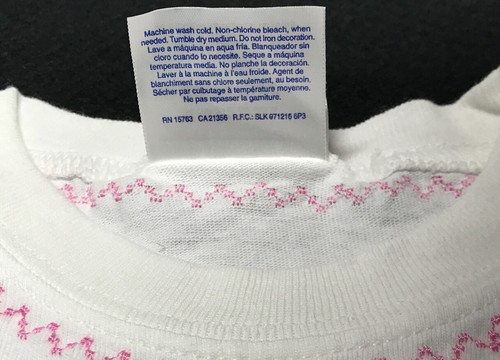 Machine wash cold. Non-chlorine bleach, when
needed. Tumble dry medium. Do not iron decoration.
Lave a máquina en aqua fría. Blanqueador sin
cloro cuando lo necesite. Seque a máquina
temperatura media. No planche la decoración.
Laver à la machine à l'eau froide. Agent de
blanchiment sans chlore seulement, au besoin.
Sécher par culbutage à température moyenne.
Ne pas repasser la garniture.
RN 15763 CA21356 R.F.C.: SLK 971216 6P3